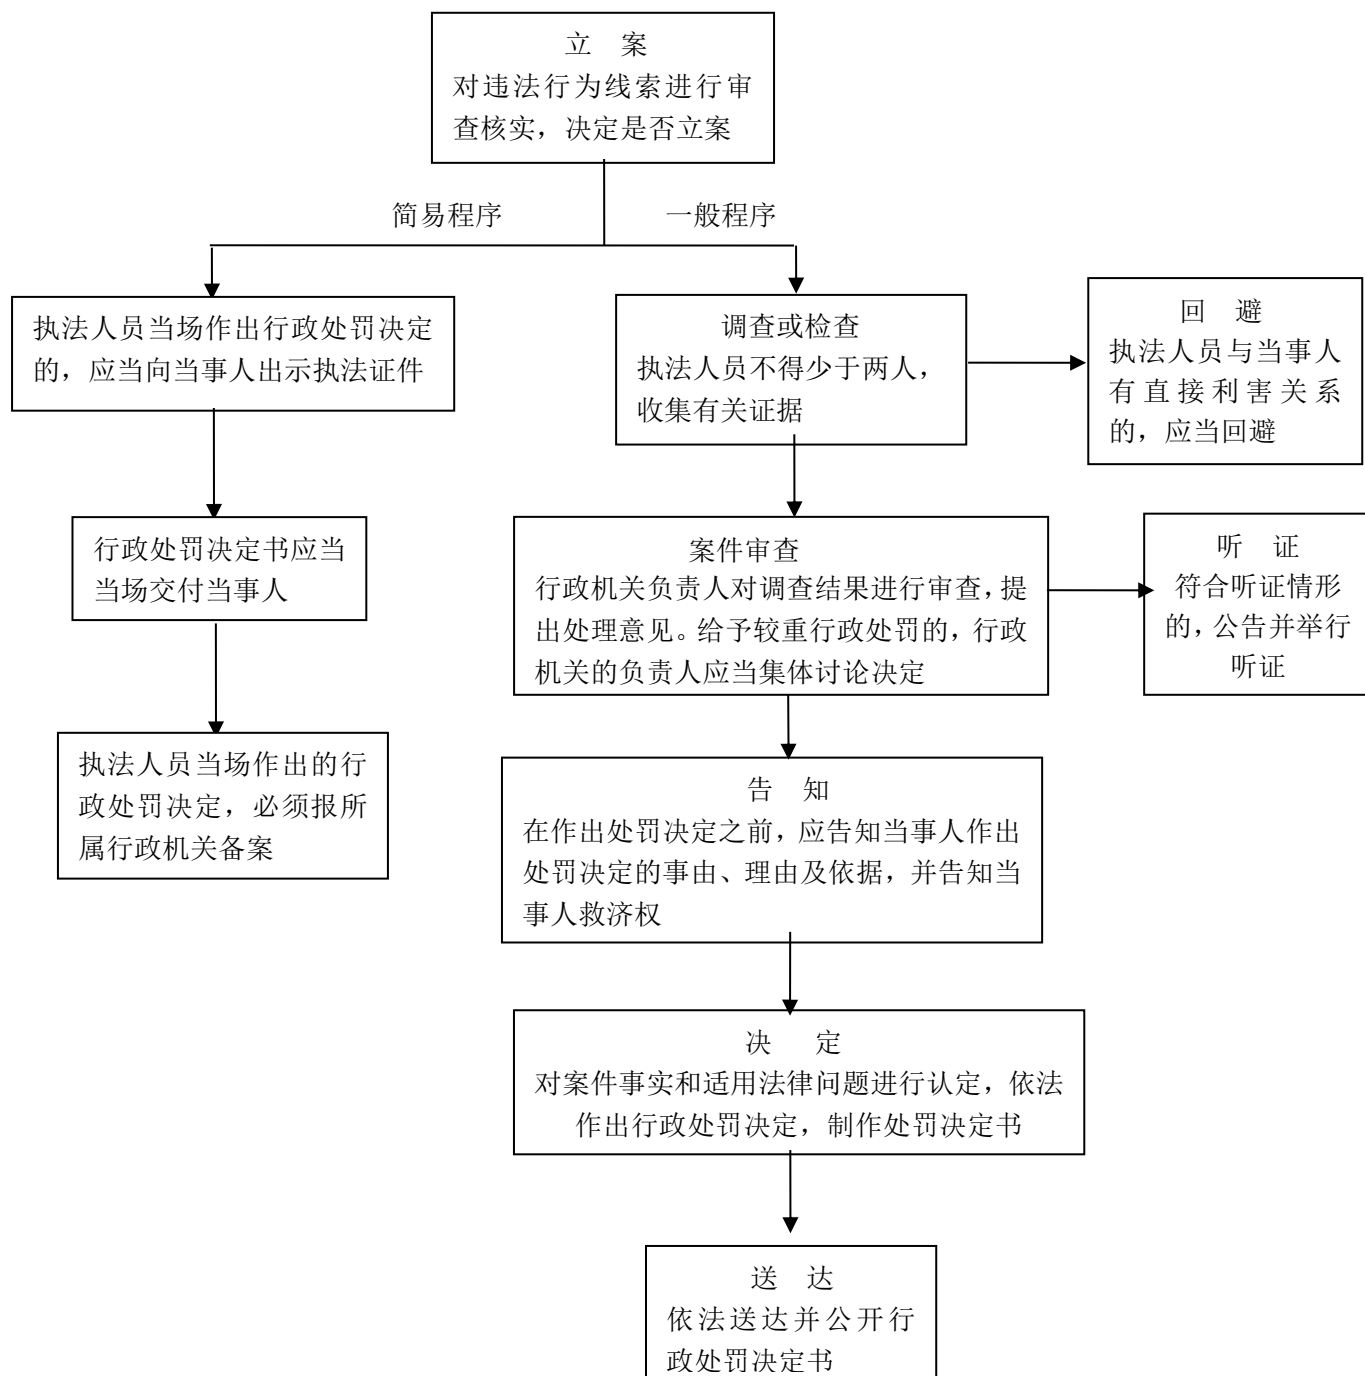 立 案
对违法行为线索进行审
查核实，决定是否立案
简易程序
一般程序
执法人员当场作出行政处罚决定
的，应当向当事人出示执法证件
调查或检查
执法人员不得少于两人，
收集有关证据
回 避
执法人员与当事人
有直接利害关系
的，应当回避
行政处罚决定书应当
当场交付当事人
案件审查
行政机关负责人对调查结果进行审查，提
出处理意见。给予较重行政处罚的，行政
机关的负责人应当集体讨论决定
听 证
符合听证情形
的，公告并举行
听证
执法人员当场作出的行
政处罚决定，必须报所
属行政机关备案
告 知
在作出处罚决定之前，应告知当事人作出
处罚决定的事由、理由及依据，并告知当
事人救济权
决 定
对案件事实和适用法律问题进行认定，依法
作出行政处罚决定，制作处罚决定书
送 达
依法送达并公开行
政处罚决定书